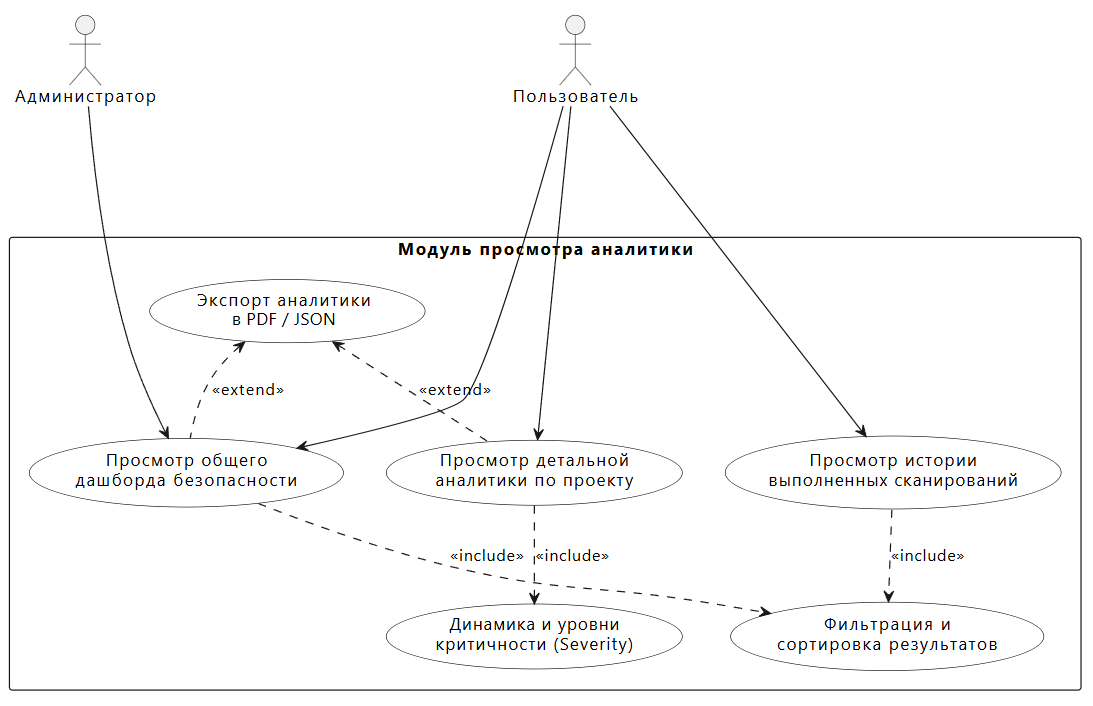 Администратор
Пользователь
Модуль просмотра аналитики
Экспорт аналитики
в PDF / JSON
«extend»
«extend»
Просмотр общего
дашборда безопасности
Просмотр детальной
аналитики по проекту
Просмотр истории
выполненных сканирований
«include»
«include»
«include»
Динамика и уровни
критичности (Severity)
Фильтрация и
сортировка результатов